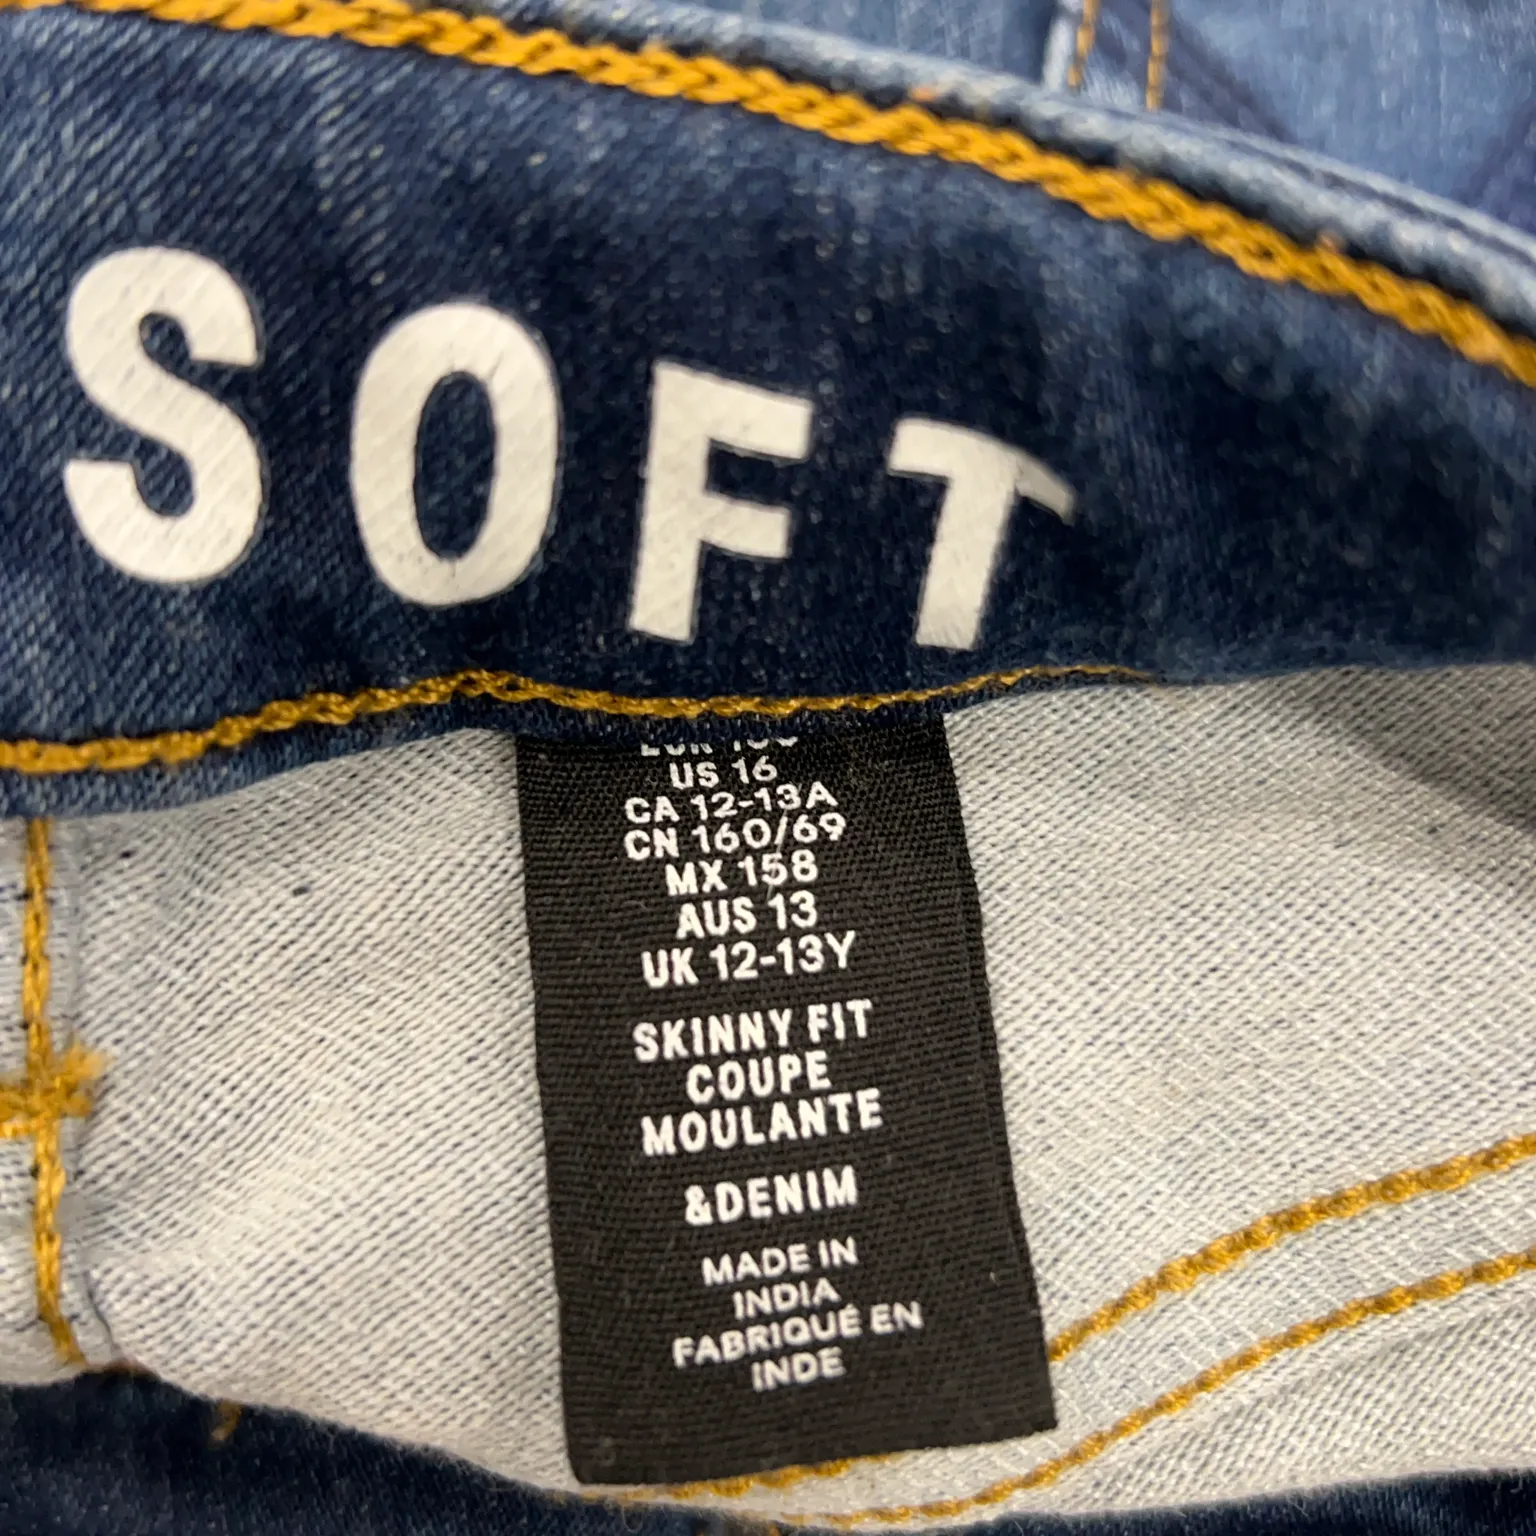 SOFT
US 16
CA 12-13A
CN 160/69
MX 158
AUS 13
UK 12-13Y
SKINNY FIT
COUPE
MOULANTE
&DENIM
MADE IN
INDIA
FABRIQUÉ EN
INDE